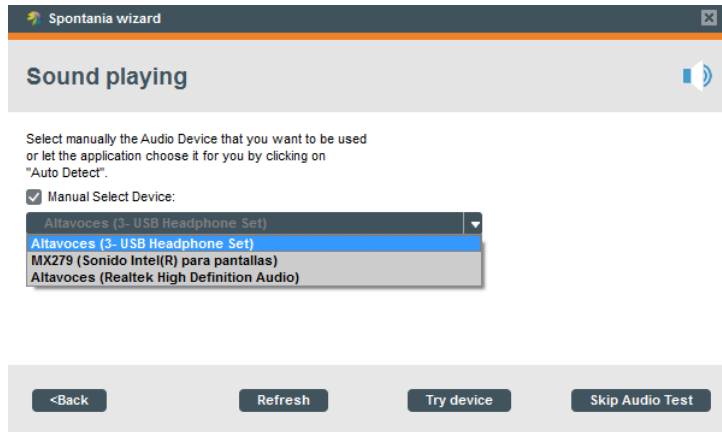 Spontania wizard
Sound playing
Select manually the Audio Device that you want to be used
or let the application choose it for you by clicking on
"Auto Detect".
Manual Select Device:
Altavoces (3- USB Headphone Set)
Altavoces (3- USB Headphone Set)
MX279 (Sonido Intel(R) para pantallas)
Altavoces (Realtek High Definition Audio)
<Back
Refresh
Try device
Skip Audio Test